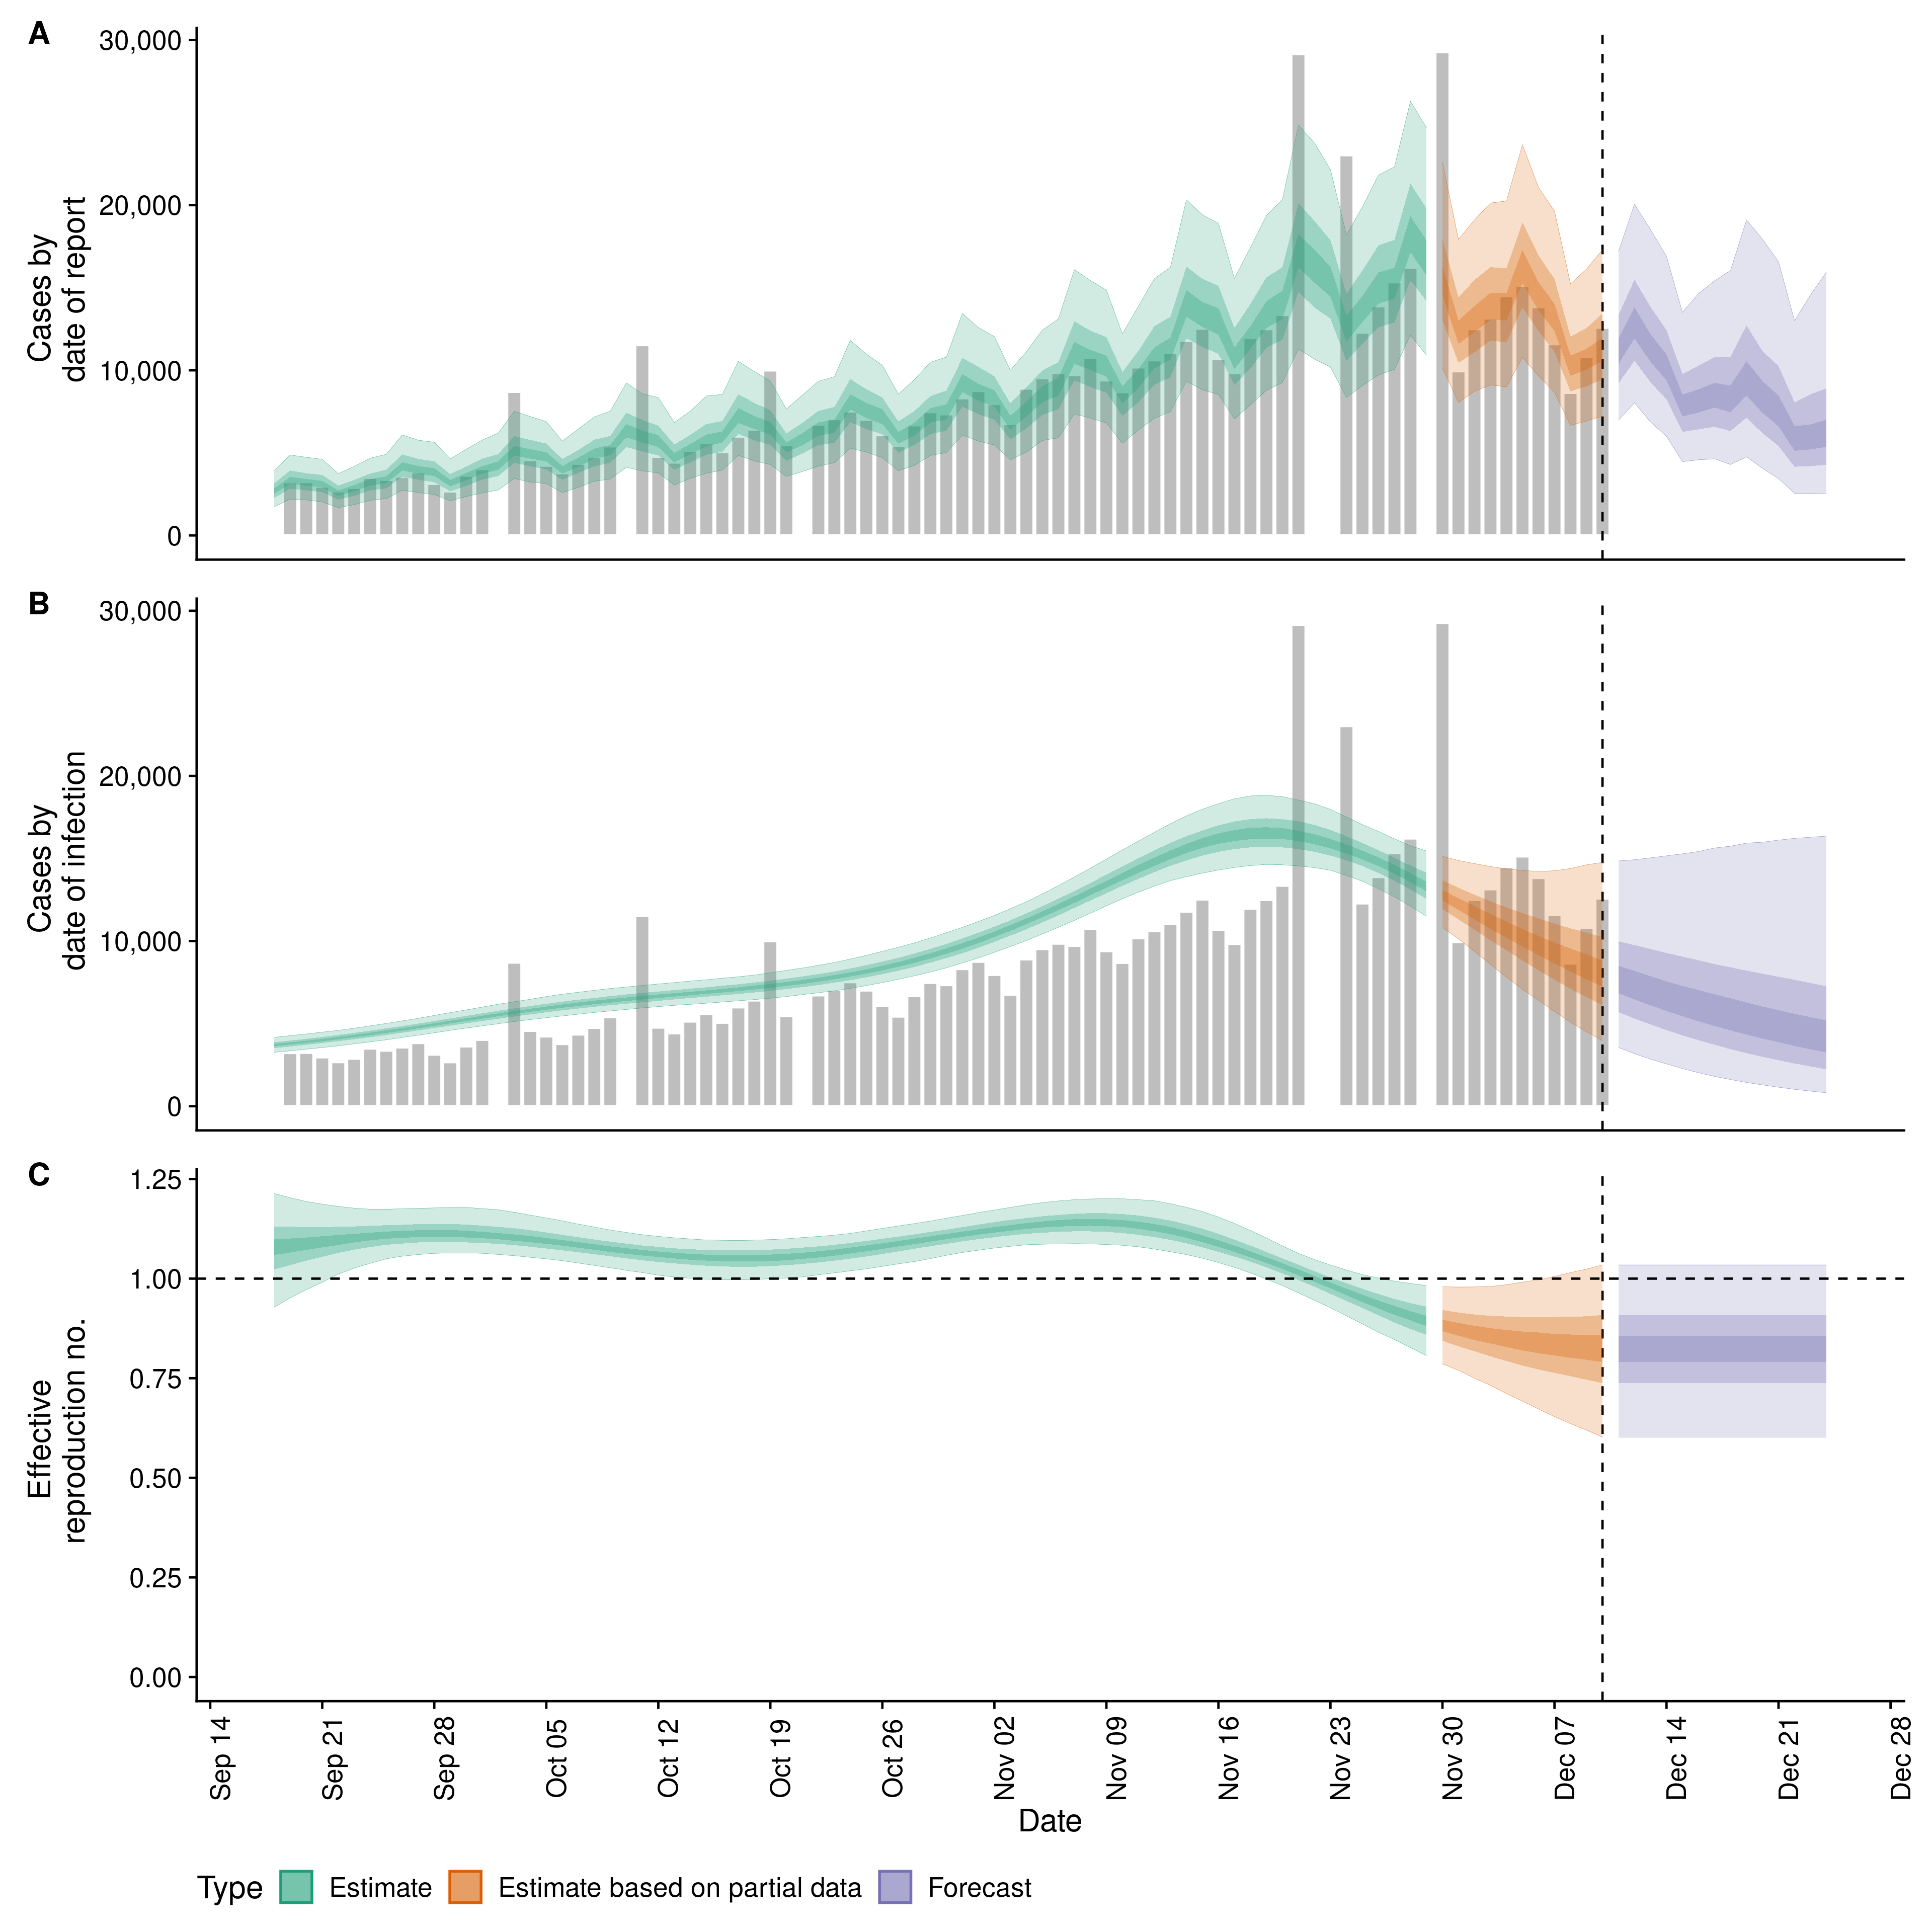 A
30,000
20,000
10,000
0
Cases by
date of report
B
30,000
20,000
10,000
0
Cases by
date of infection
C
1.25
1.00
0.75
0.50
0.25
0.00
Effective
reproduction no.
Sep 14
Sep 21
Sep 28
Oct 05
Oct 12
Oct 19
Oct 26
Nov 02
Nov 09
Nov 16
Nov 23
Nov 30
Dec 07
Dec 14
Dec 21
Dec 28
Date
Type Estimate Estimate based on partial data Forecast